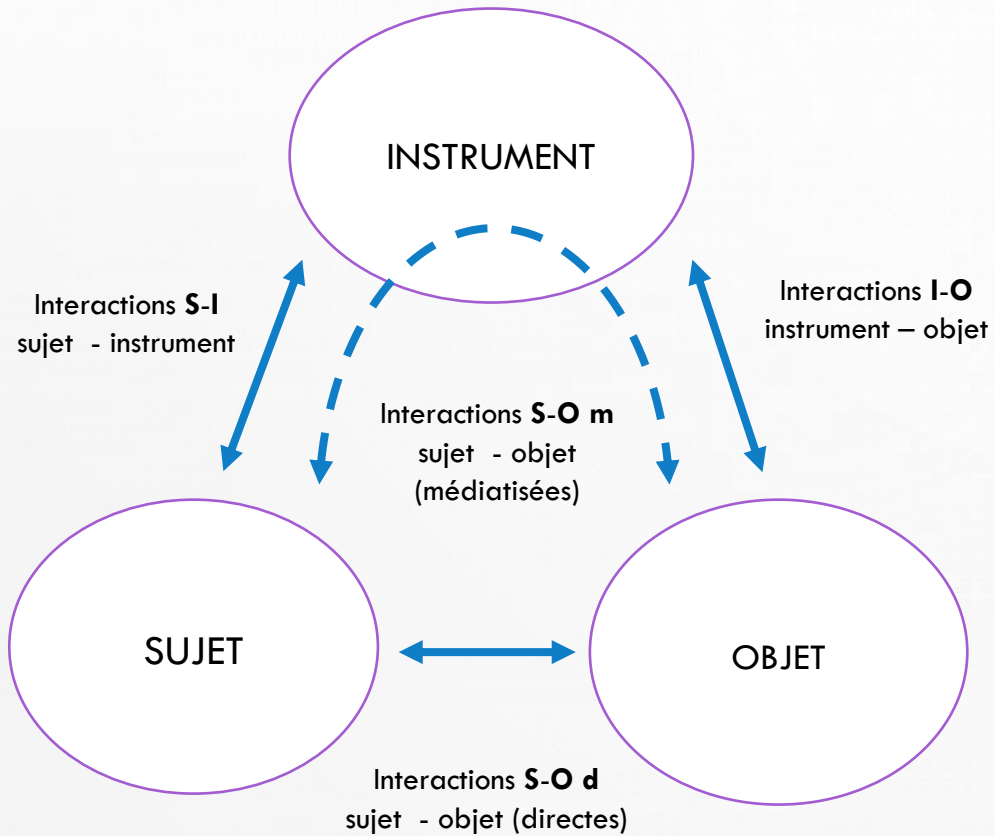 INSTRUMENT
Interactions S-I
sujet - instrument
Interactions I-O
instrument – objet
Interactions S-O m
sujet - objet
(médiatisées)
SUJET
OBJET
Interactions S-O d
sujet - objet (directes)